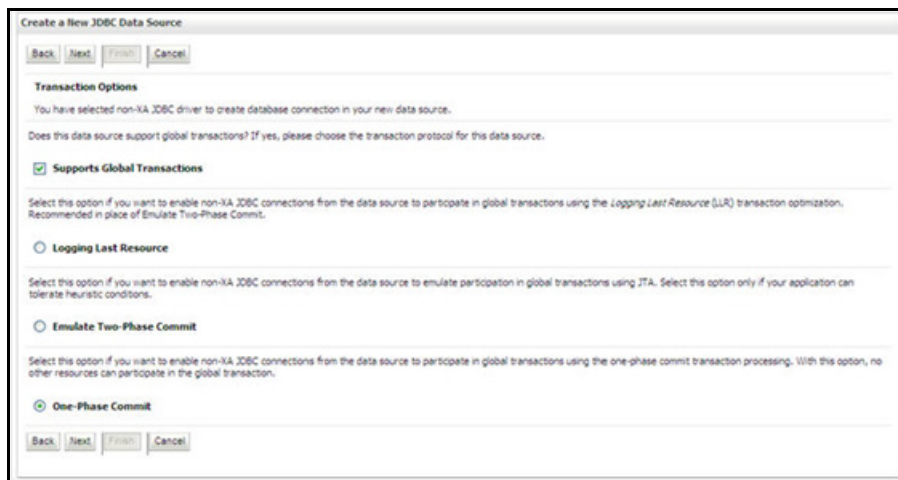 Create a New JDBC Data Source
Back Next Finish Cancel
Transaction Options
You have selected non-XA JDBC driver to create database connection in your new data source.
Does this data source support global transactions? If yes, please choose the transaction protocol for this data source.
Supports Global Transactions
Select this option if you want to enable non-XA JDBC connections from the data source to participate in global transactions using the Logging Last Resource (LLR) transaction optimization.
Recommended in place of Emulate Two-Phase Commit.
Logging Last Resource
Select this option if you want to enable non-XA JDBC connections from the data source to emulate participation in global transactions using JTA. Select this option only if your application can
tolerate heuristic conditions.
Emulate Two-Phase Commit
Select this option if you want to enable non-XA JDBC connections from the data source to participate in global transactions using the one-phase commit transaction processing. With this option, no
other resources can participate in the global transaction.
One-Phase Commit
Back Next Finish Cancel